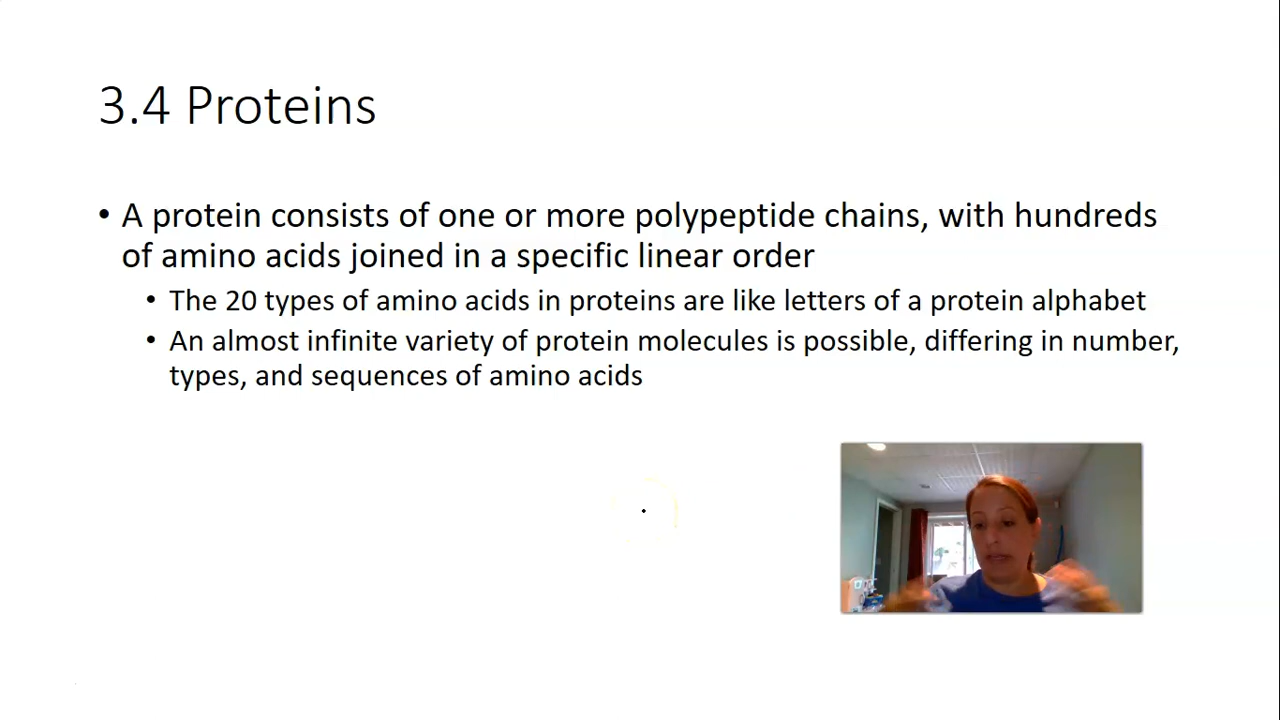 3.4 Proteins
• A protein consists of one or more polypeptide chains, with hundreds
of amino acids joined in a specific linear order
• The 20 types of amino acids in proteins are like letters of a protein alphabet
• An almost infinite variety of protein molecules is possible, differing in number,
types, and sequences of amino acids